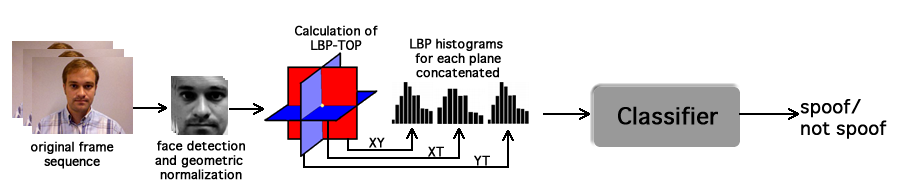 original frame
sequence
face detection
and geometric
normalization
Calculation of
LBP-TOP
XY
XT
YT
LBP histograms
for each plane
concatenated
Classifier
spoof/
not spoof